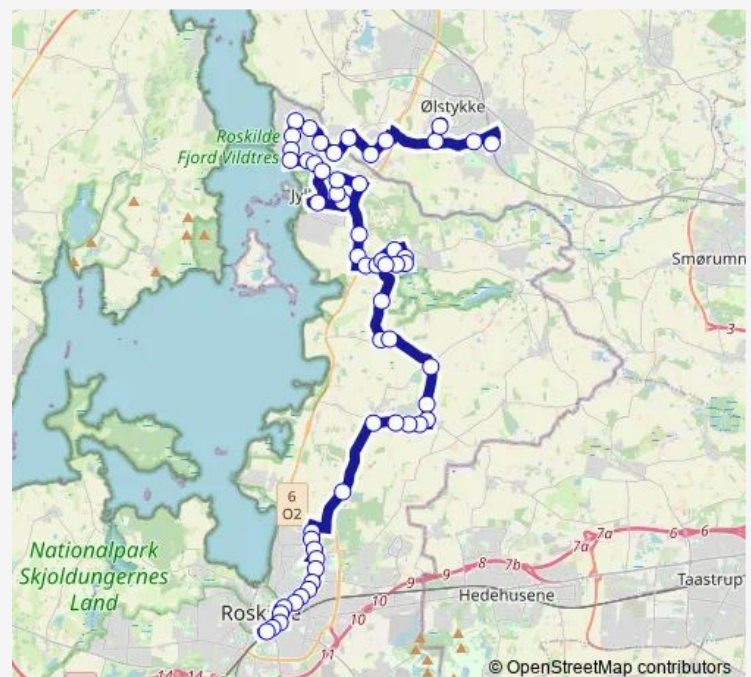 Ølstykke
Roskilde
Fjord Vildtres
Jyll
Smørumn
3
6
O2
Nationalpark
Skjoldungernes
Land
7a
7a
6
6
8
7b
9
9
10
10
11
14
14
Hedehusene
Taastrup
Rosk
e
© OpenStreetMap contributors